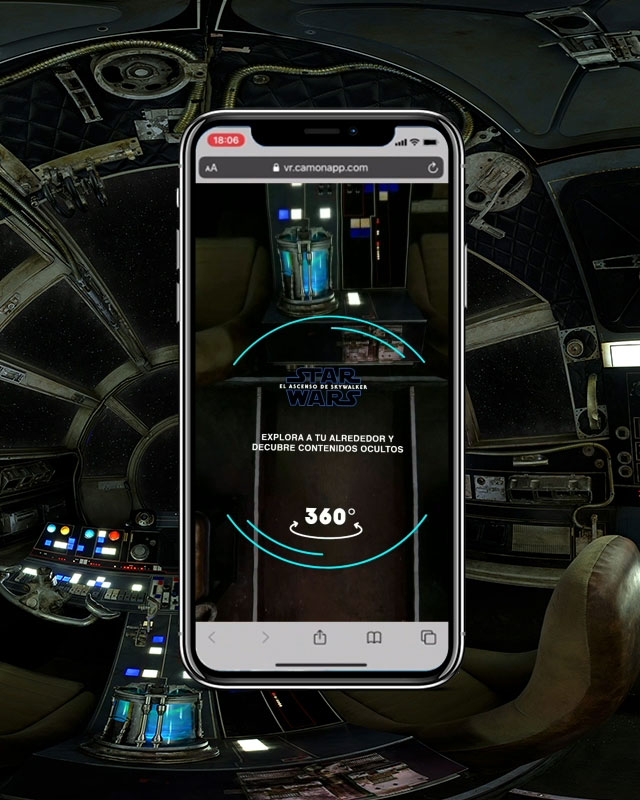 18:06
AA
vr.camonapp.com
STAR
EL ASCENSO DE SKYWALKER
WARS
EXPLORA A TU ALREDEDOR Y
DECUBRE CONTENIDOS OCULTOS
360°